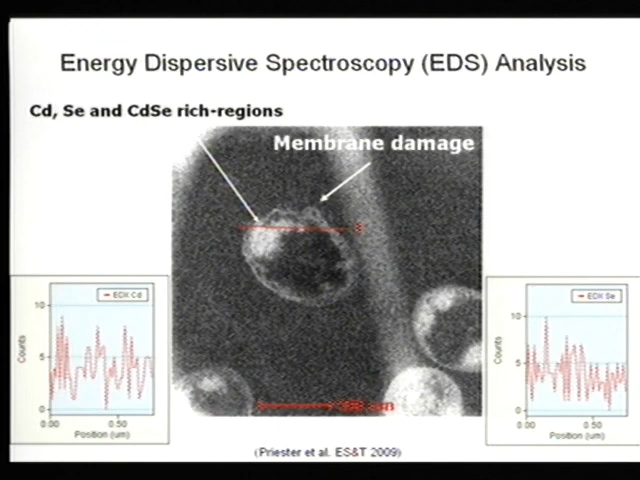 Energy Dispersive Spectroscopy (EDS) Analysis
Cd, Se and CdSe rich-regions
Membrane damage
EDX Cd
10
5
0
Counts
0.00
0.50
Position (um)
EDX Se
10
5
0
Counts
0.00
0.50
Position (um)
(Priester et al. ES&T 2009)